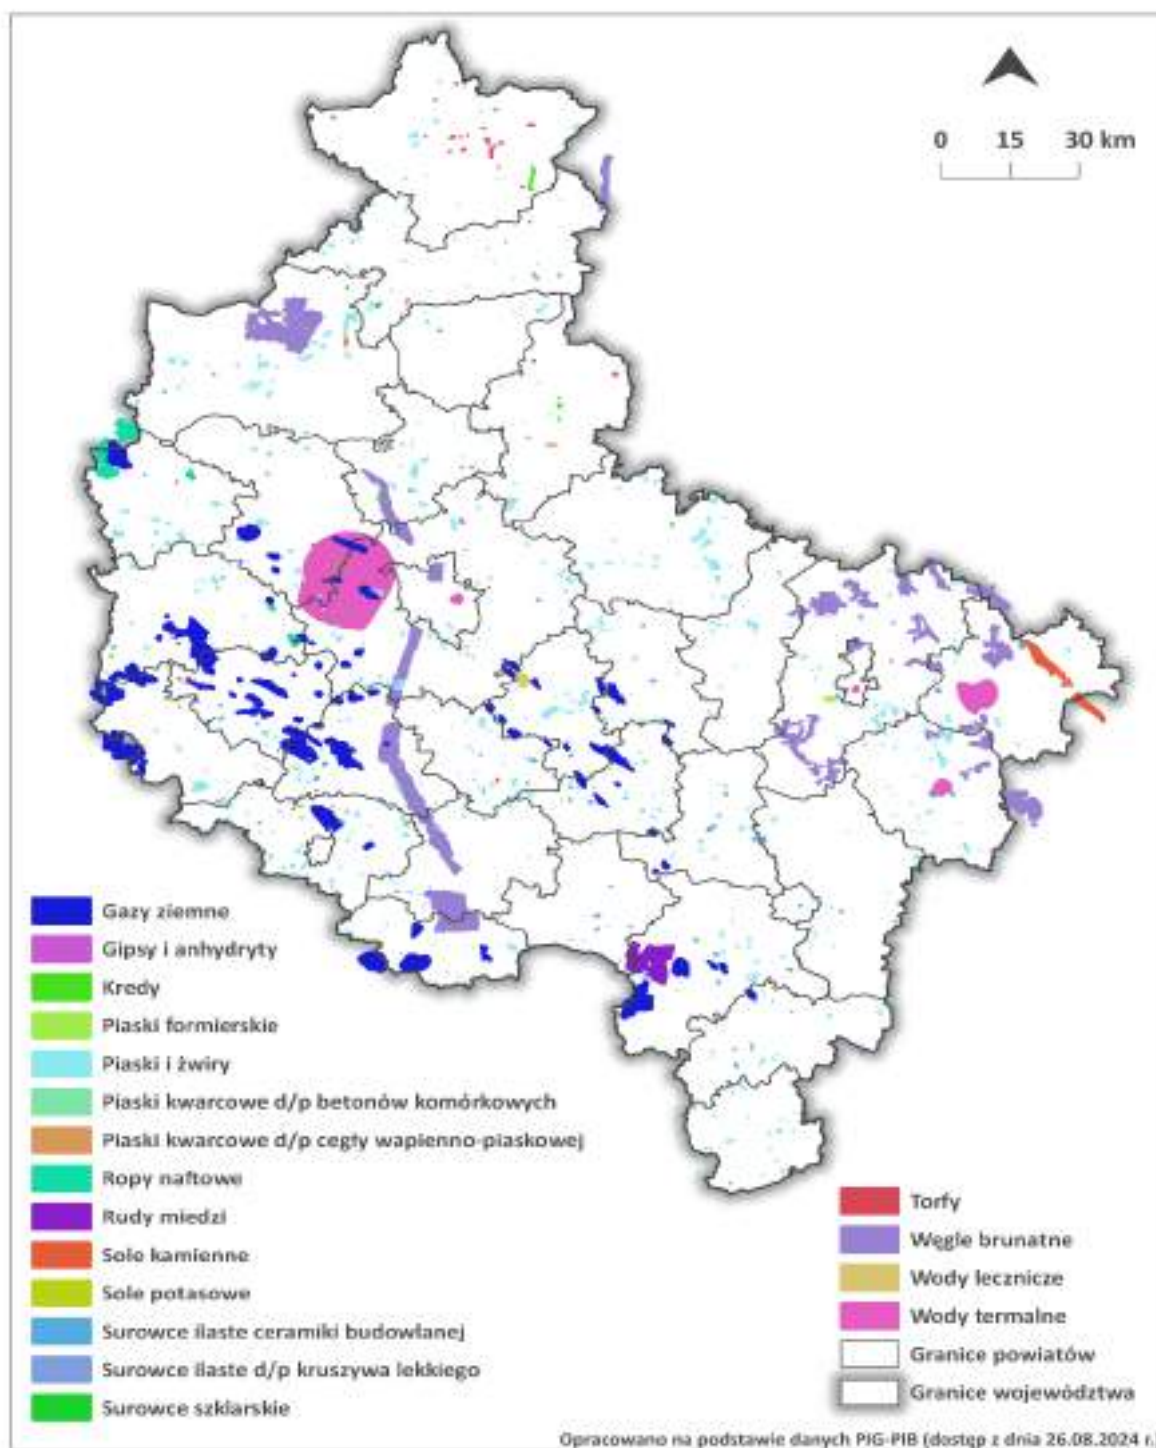 0 15 30 km
Gazy ziemne
Gipsy i anhydryty
Kredy
Piaski formierskie
Piaski i żwiry
Piaski kwarcowe d/p betonów komórkowych
Piaski kwarcowe d/p cegły wapienno-piaskowej
Ropy naftowe
Rudy miedzi
Sole kamienne
Sole potasowe
Surowce ilaste ceramiki budowlanej
Surowce ilaste d/p kruszywa lekkiego
Surowce szklarskie
Torfy
Węgle brunatne
Wody lecznicze
Wody termalne
Granice powiatów
Granice województwa
Opracowano na podstawie danych PIG-PIB (dostęp z dnia 26.08.2024 r.)